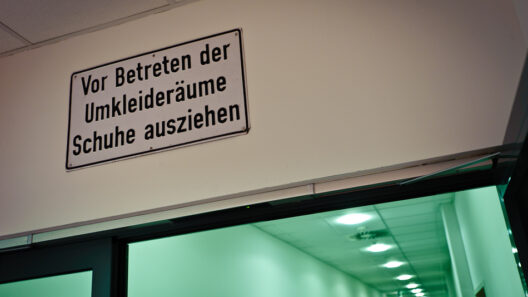 Vor Betreten der
Umkleideräume
Schuhe ausziehen